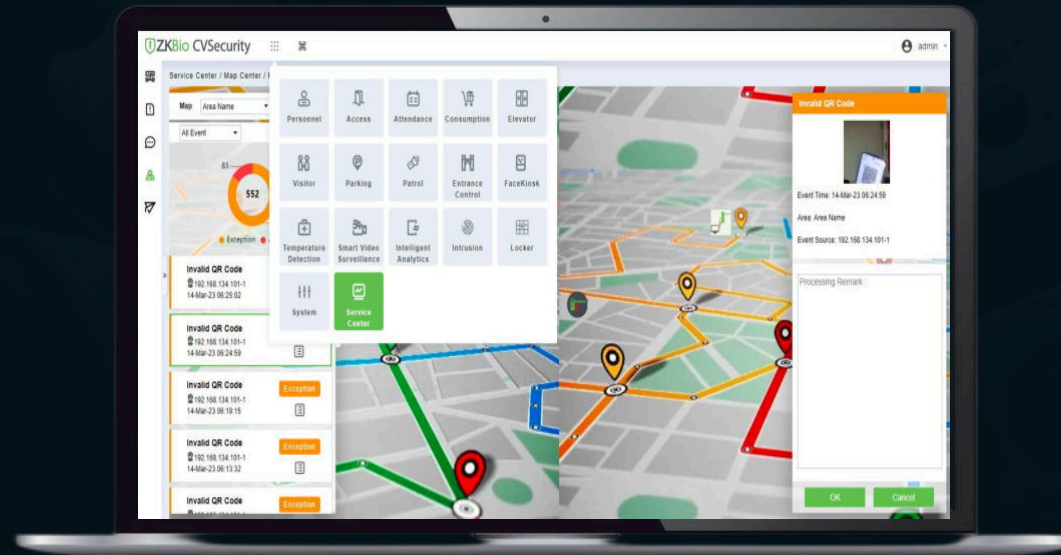 ZKBio CVSecurity
admin
Service Center / Map Center /
Map
Area Name
All Event
83
552
Exception
Invalid QR Code
192.168.134.101-1
14-Mar-23 06:25:02
Invalid QR Code
192.168.134.101-1
14-Mar-23 06:24:59
Invalid QR Code
Exception
192.168.134.101-1
14-Mar-23 06:19:15
Invalid QR Code
Exception
192.168.134.101-1
14-Mar-23 06:13:32
Invalid QR Code
Exception
Personnel
Access
Attendance
Consumption
Elevator
Visitor
Parking
Patrol
Entrance
Control
FaceKiosk
Temperature
Detection
Smart Video
Surveillance
Intelligent
Analytics
Intrusion
Locker
System
Service
Center
Invalid QR Code
Event Time: 14-Mar-23 06:24:59
Area: Area Name
Event Source: 192.168.134.101-1
Processing Remark :
OK
Cancel